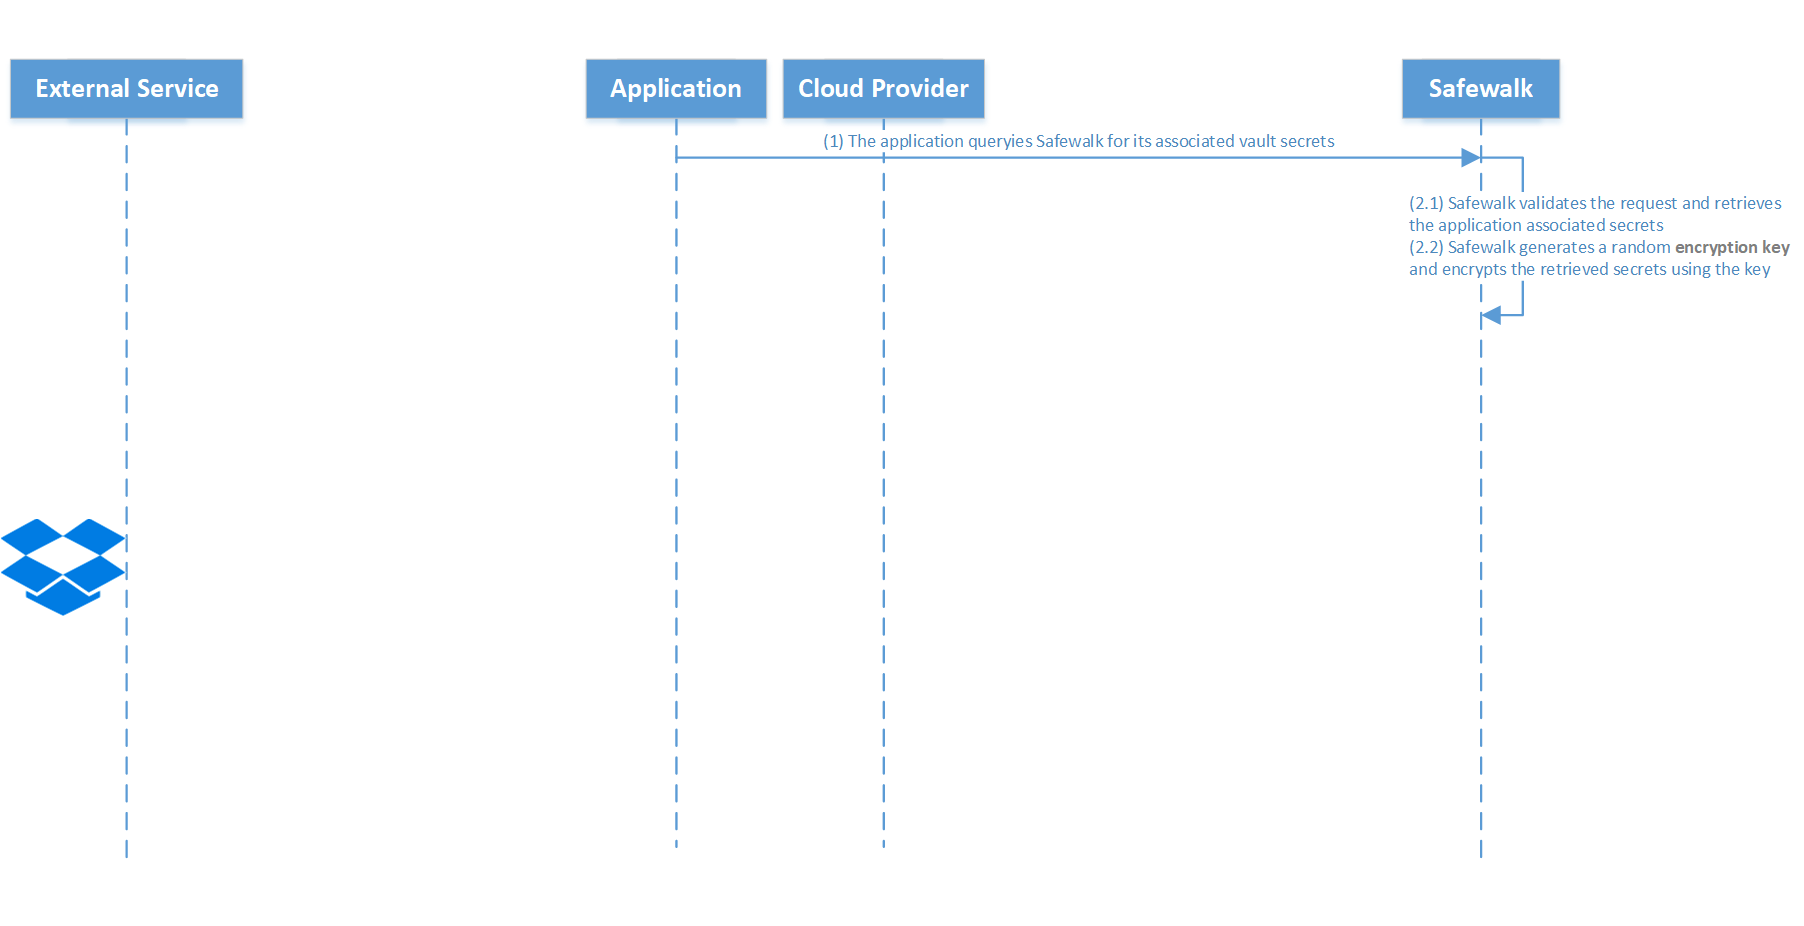 External Service
Application
Cloud Provider
Safewalk
(1) The application queryies Safewalk for its associated vault secrets
(2.1) Safewalk validates the request and retrieves
the application associated secrets
(2.2) Safewalk generates a random encryption key
and encrypts the retrieved secrets using the key